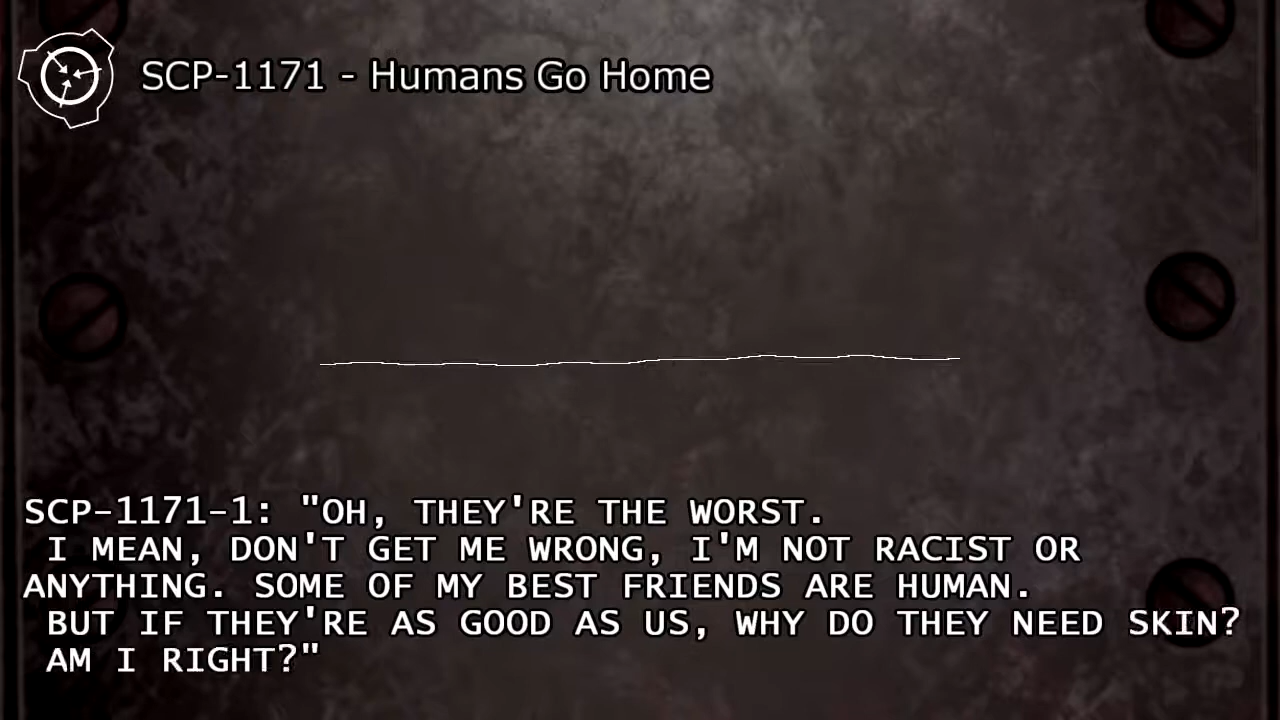 SCP-1171 - Humans Go Home
SCP-1171-1: "OH, THEY'RE THE WORST.
I MEAN, DON'T GET ME WRONG, I'M NOT RACIST OR
ANYTHING. SOME OF MY BEST FRIENDS ARE HUMAN.
BUT IF THEY'RE AS GOOD AS US, WHY DO THEY NEED SKIN?
AM I RIGHT?"